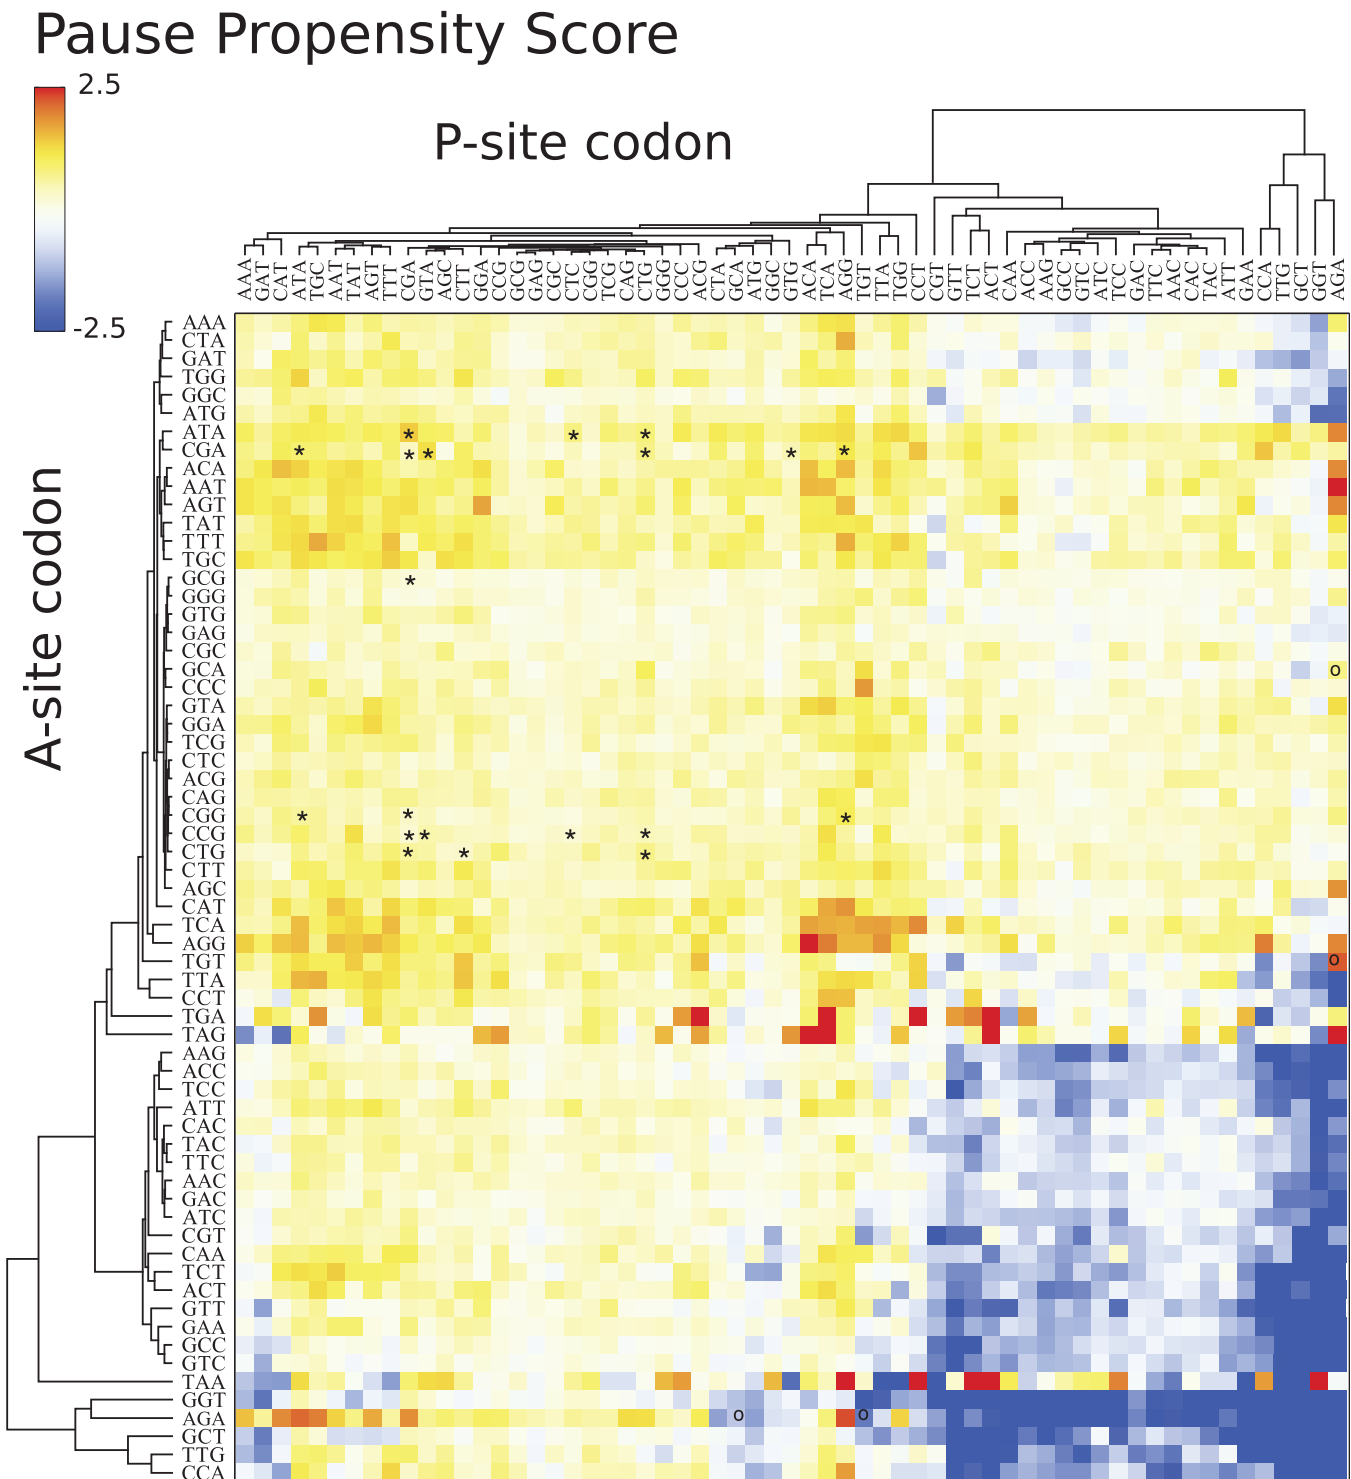 Pause Propensity Score
2.5
-2.5
P-site codon
AAA GAT CAT ATA TGC AAT TAT AGT TTT CGA GTA AGC CTT GGA CCG GCG GAG CGC CTC CGG TCG CAG CTG GGG CCC ACG CTA GCA ATG GGC GTG ACA TCA AGG TGT TTA TGG CCT CGT GTT TCT ACT CAA ACC AAG GCC GTC ATC TCC GAC TTC AAC CAC TAC ATT GAA CCA TTG GCT GGT AGA
A-site codon
AAA
CTA
GAT
TGG
GGC
ATG
ATA * * *
CGA * * * * * *
ACA
AAT
AGT
TAT
TTT
TGC
GCG *
GGG
GTG
GAG
CGC
GCA o
CCC
GTA
GGA
TCG
CTC
ACG
CAG
CGG * * *
CCG * * * *
CTG * * *
CTT
AGC
CAT
TCA
AGG
TGT o
TTA
CCT
TGA
TAG
AAG
ACC
TCC
ATT
CAC
TAC
TTC
AAC
GAC
ATC
CGT
CAA
TCT
ACT
GTT
GAA
GCC
GTC
TAA
GGT
AGA o o
GCT
TTG
CCA